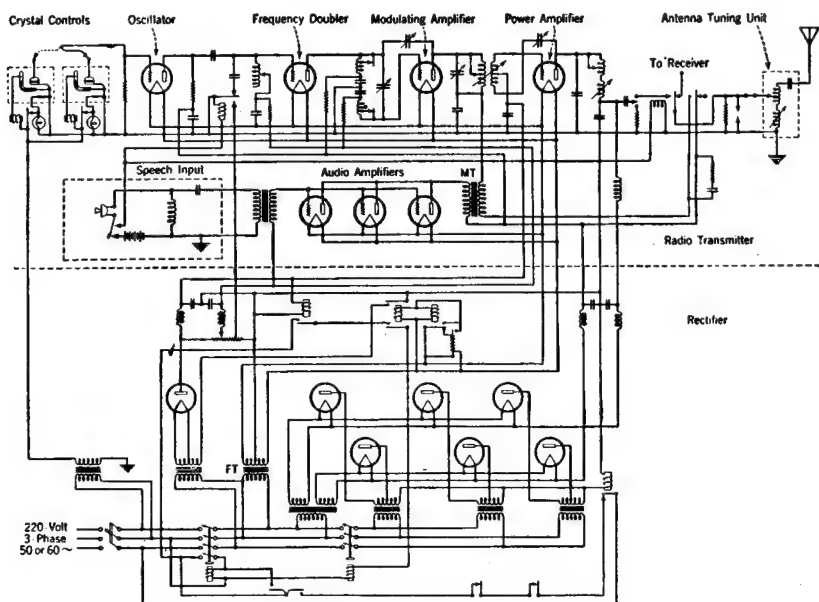 Crystal Controls
Oscillator
Frequency Doubler
Modulating Amplifier
Power Amplifier
Antenna Tuning Unit
To Receiver
Speech Input
Audio Amplifiers
MT
Radio Transmitter
Rectifier
FT
220-Volt
3-Phase
50 or 60~